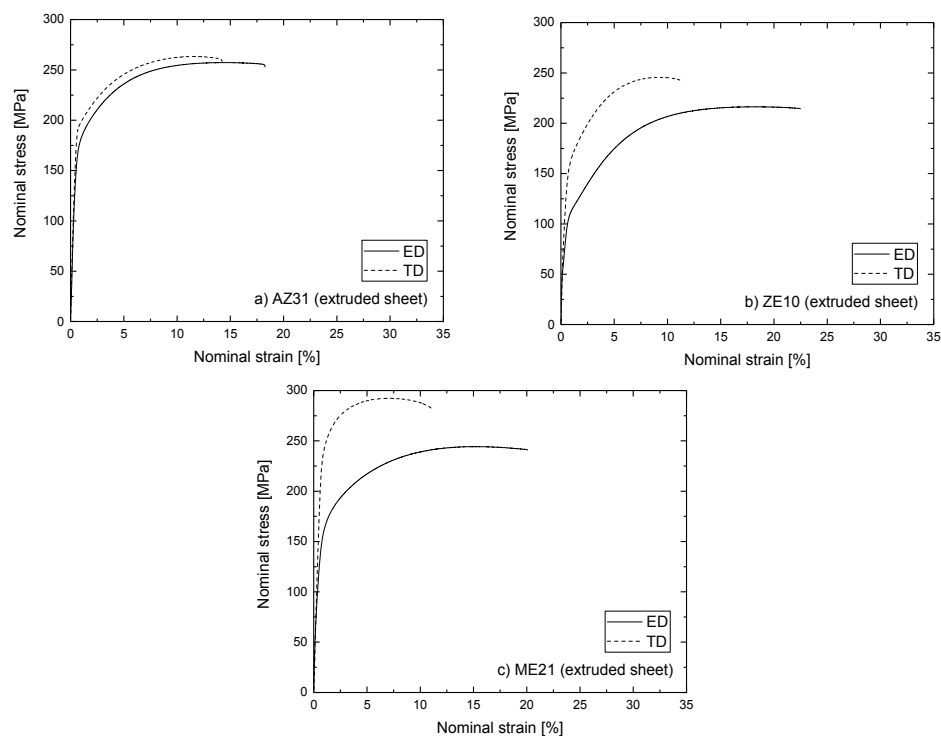 300
250
200
150
100
50
0
Nominal stress [MPa]
ED
TD
a) AZ31 (extruded sheet)
0 5 10 15 20 25 30 35
Nominal strain [%]
300
250
200
150
100
50
0
Nominal stress [MPa]
ED
TD
b) ZE10 (extruded sheet)
0 5 10 15 20 25 30 35
Nominal strain [%]
300
250
200
150
100
50
0
Nominal stress [MPa]
ED
TD
c) ME21 (extruded sheet)
0 5 10 15 20 25 30 35
Nominal strain [%]